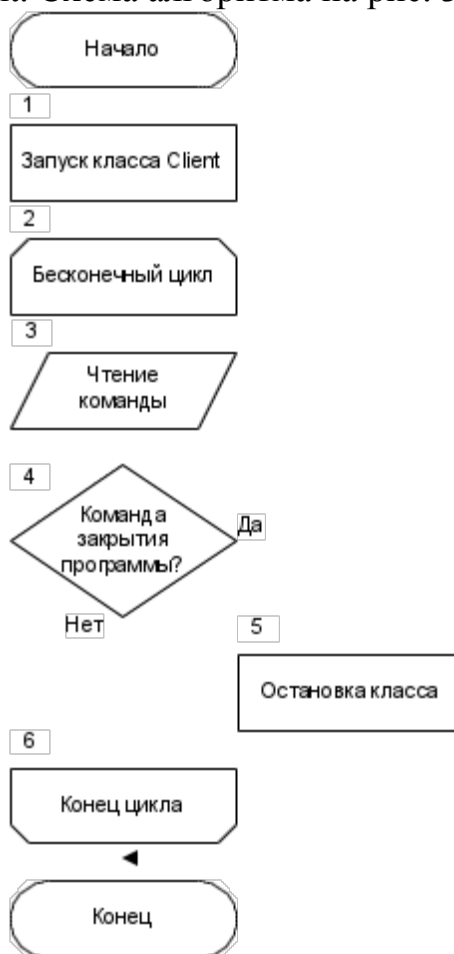 Схема алгоритма на рис. 3
Начало
1
Запуск класса Client
2
Бесконечный цикл
3
Чтение
команды
4
Команда
закрытия
программы?
Да
Нет
5
Остановка класса
6
Конец цикла
Конец